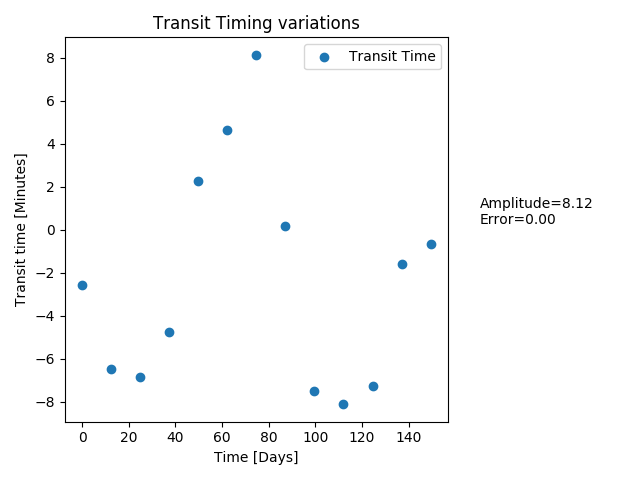 Transit Timing variations
Transit Time
8
6
4
2
0
−2
−4
−6
−8
Transit time [Minutes]
0 20 40 60 80 100 120 140
Time [Days]
Amplitude=8.12
Error=0.00